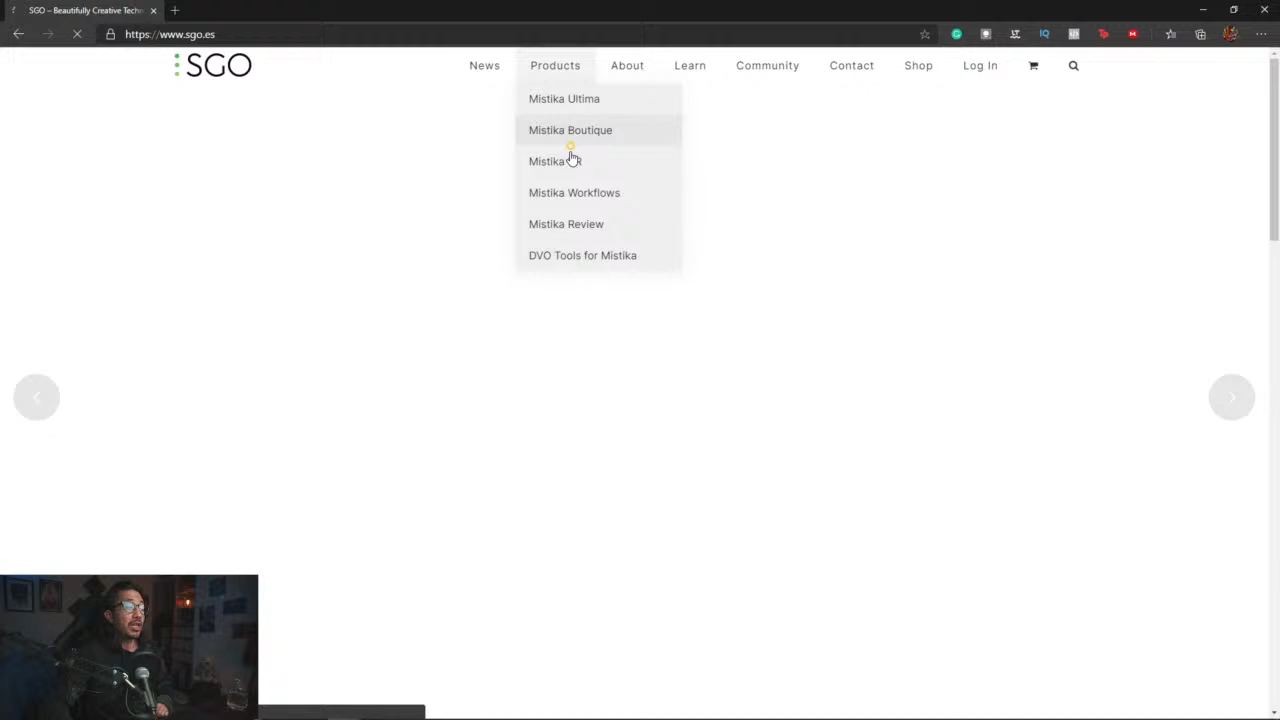 SGO – Beautifully Creative Techn
https://www.sgo.es
SGO
News Products About Learn Community Contact Shop Log In
Mistika Ultima
Mistika Boutique
Mistika
Mistika Workflows
Mistika Review
DVO Tools for Mistika